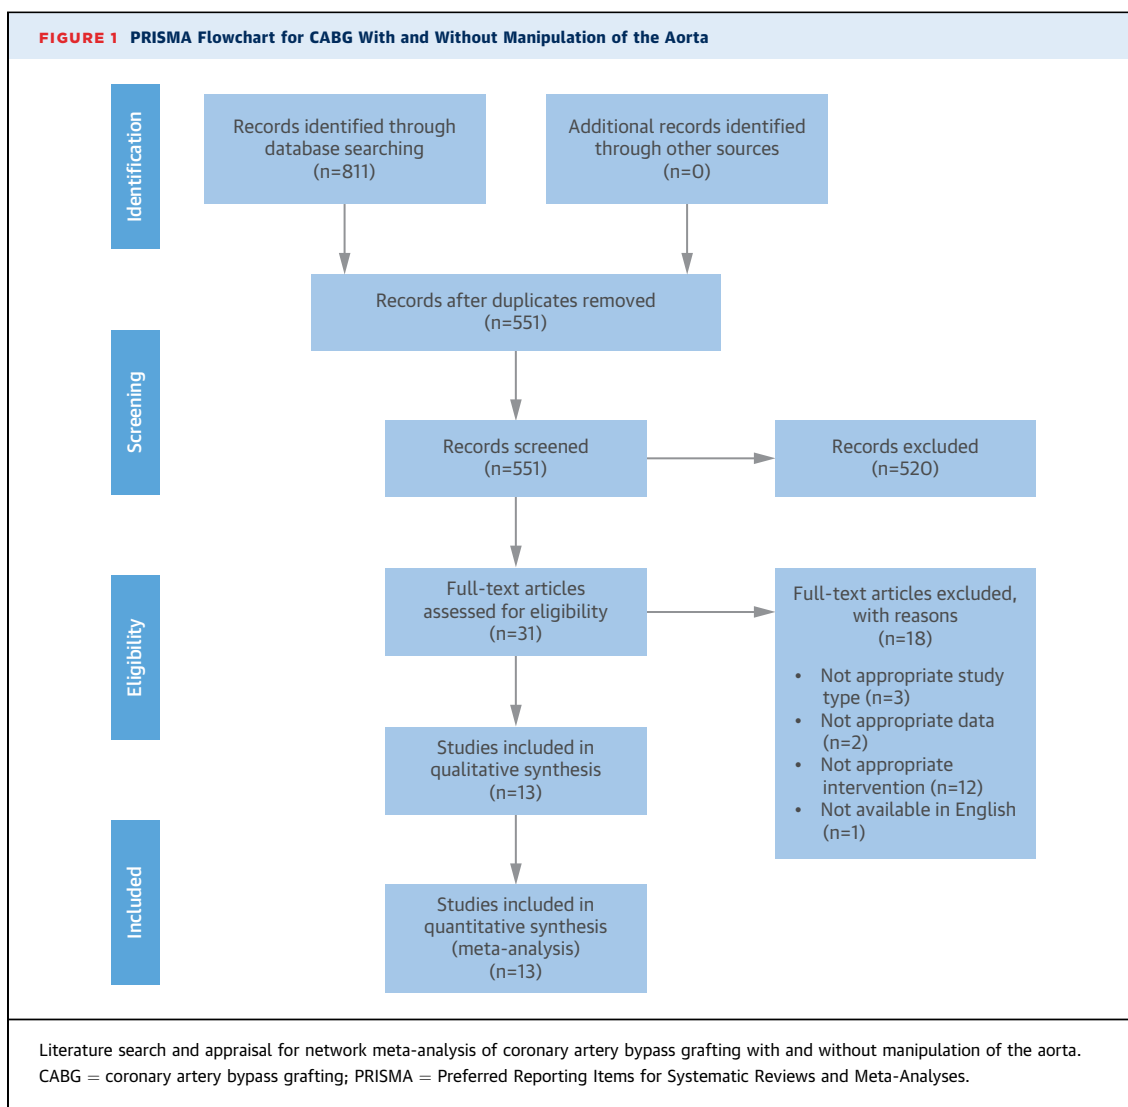 FIGURE 1 PRISMA Flowchart for CABG With and Without Manipulation of the Aorta
Identification
Records identified through
database searching
(n=811)
Additional records identified
through other sources
(n=0)
Records after duplicates removed
(n=551)
Screening
Records screened
(n=551)
Records excluded
(n=520)
Eligibility
Full-text articles
assessed for eligibility
(n=31)
Full-text articles excluded,
with reasons
(n=18)
• Not appropriate study
type (n=3)
• Not appropriate data
(n=2)
• Not appropriate
intervention (n=12)
• Not available in English
(n=1)
Studies included in
qualitative synthesis
(n=13)
Included
Studies included in
quantitative synthesis
(meta-analysis)
(n=13)
Literature search and appraisal for network meta-analysis of coronary artery bypass grafting with and without manipulation of the aorta.
CABG = coronary artery bypass grafting; PRISMA = Preferred Reporting Items for Systematic Reviews and Meta-Analyses.